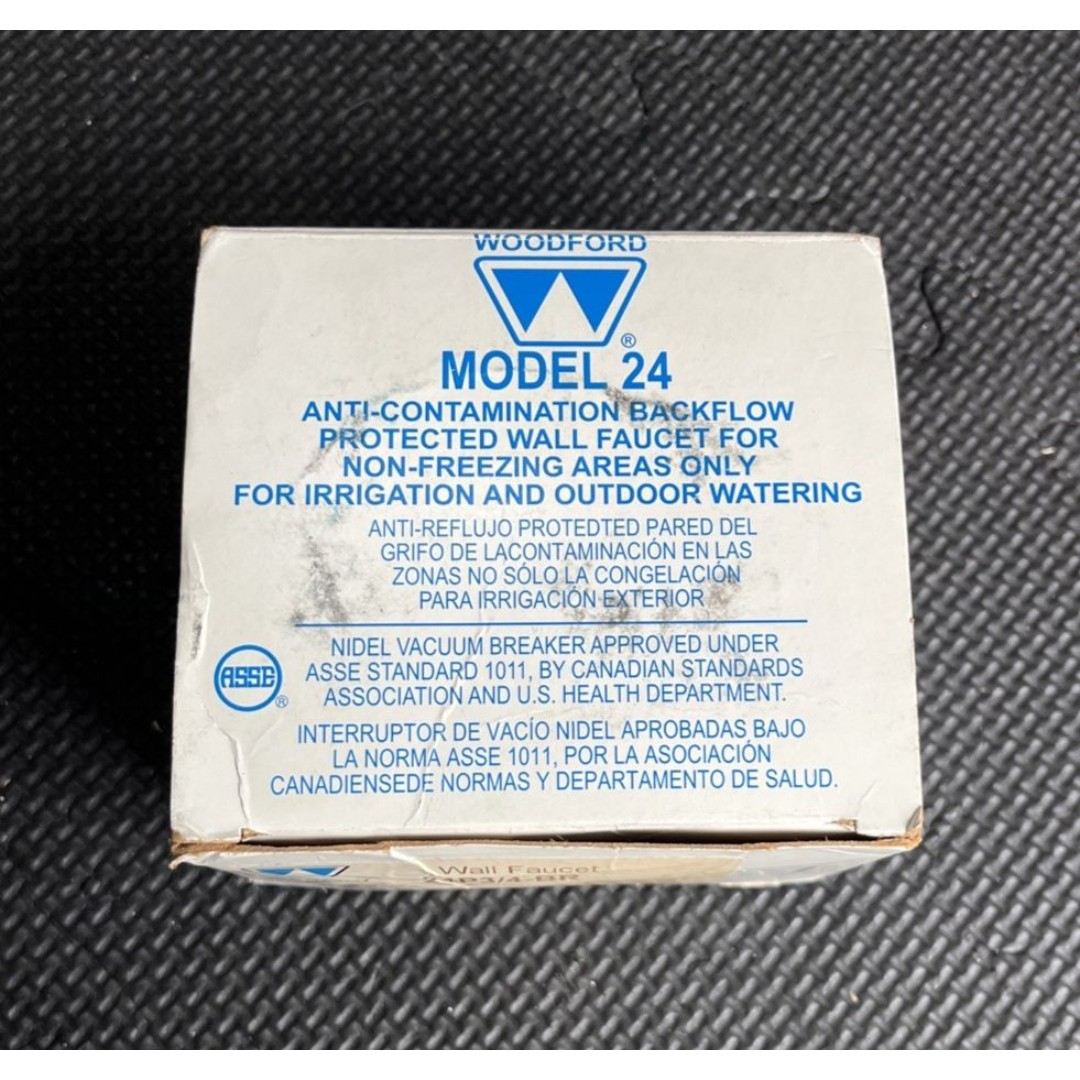 WOODFORD
W
®
MODEL 24
ANTI-CONTAMINATION BACKFLOW
PROTECTED WALL FAUCET FOR
NON-FREEZING AREAS ONLY
FOR IRRIGATION AND OUTDOOR WATERING
ANTI-REFLUJO PROTEDTED PARED DEL
GRIFO DE LACONTAMINACIÓN EN LAS
ZONAS NO SÓLO LA CONGELACIÓN
PARA IRRIGACIÓN EXTERIOR
NIDEL VACUUM BREAKER APPROVED UNDER
ASSE STANDARD 1011, BY CANADIAN STANDARDS
ASSOCIATION AND U.S. HEALTH DEPARTMENT.
ASSE ®
INTERRUPTOR DE VACÍO NIDEL APROBADAS BAJO
LA NORMA ASSE 1011, POR LA ASOCIACIÓN
CANADIENSEDE NORMAS Y DEPARTAMENTO DE SALUD.
Wall Faucet
24P3/4-BR